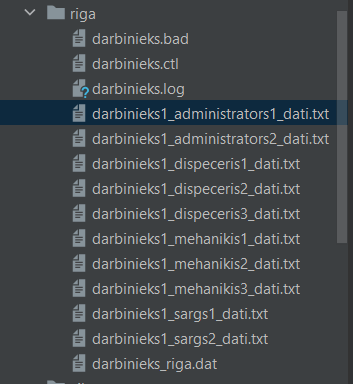 riga
darbinieks.bad
darbinieks.ctl
darbinieks.log
darbinieks1_administrators1_dati.txt
darbinieks1_administrators2_dati.txt
darbinieks1_dispeceris1_dati.txt
darbinieks1_dispeceris2_dati.txt
darbinieks1_dispeceris3_dati.txt
darbinieks1_mehanikis1_dati.txt
darbinieks1_mehanikis2_dati.txt
darbinieks1_mehanikis3_dati.txt
darbinieks1_sargs1_dati.txt
darbinieks1_sargs2_dati.txt
darbinieks_riga.dat